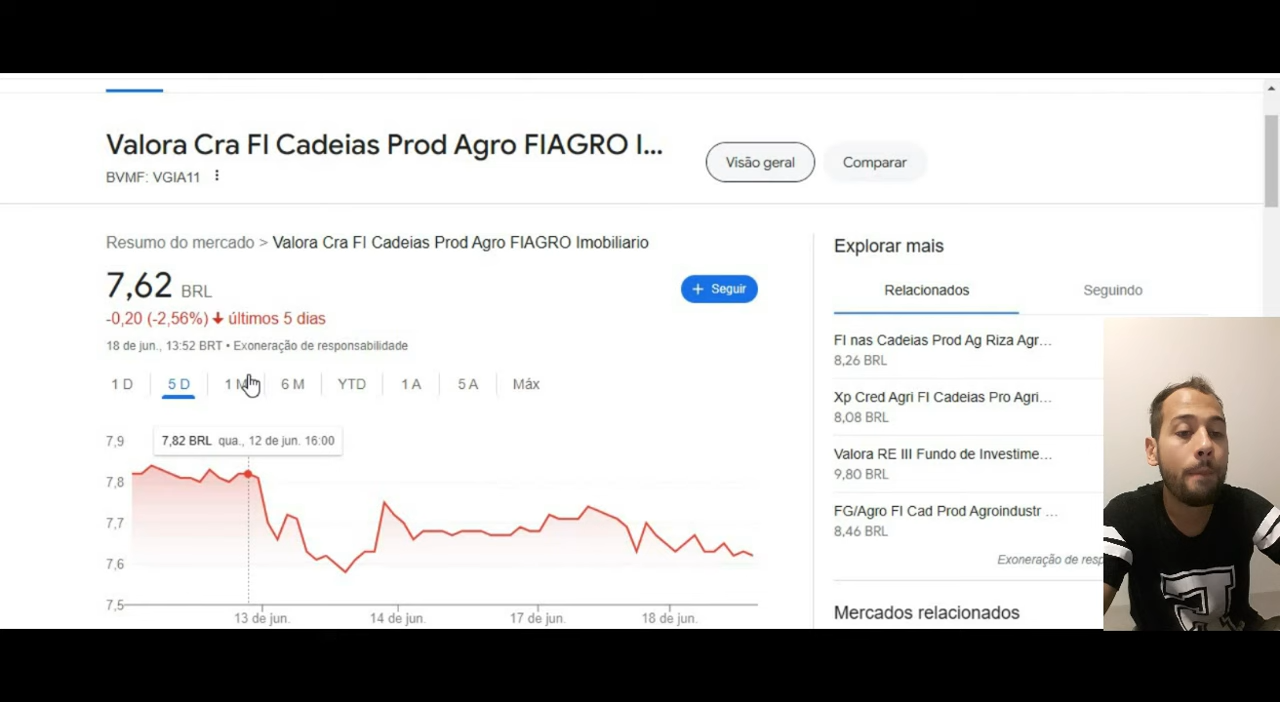 Valora Cra FI Cadeias Prod Agro FIAGRO I...
BVMF: VGIA11
Visão geral
Comparar
Resumo do mercado > Valora Cra FI Cadeias Prod Agro FIAGRO Imobiliario
7,62 BRL
-0,20 (-2,56%) últimos 5 dias
18 de jun., 13:52 BRT • Exoneração de responsabilidade
+ Seguir
1 D
5 D
1 M
6 M
YTD
1 A
5 A
Máx
7,82 BRL qua., 12 de jun. 16:00
7,9
7,8
7,7
7,6
7,5
13 de jun.
14 de jun.
17 de jun.
18 de jun.
Explorar mais
Relacionados
Seguindo
FI nas Cadeias Prod Ag Riza Agr...
8,26 BRL
Xp Cred Agri FI Cadeias Pro Agri...
8,08 BRL
Valora RE III Fundo de Investime...
9,80 BRL
FG/Agro FI Cad Prod Agroindustr ...
8,46 BRL
Exoneração de resp
Mercados relacionados